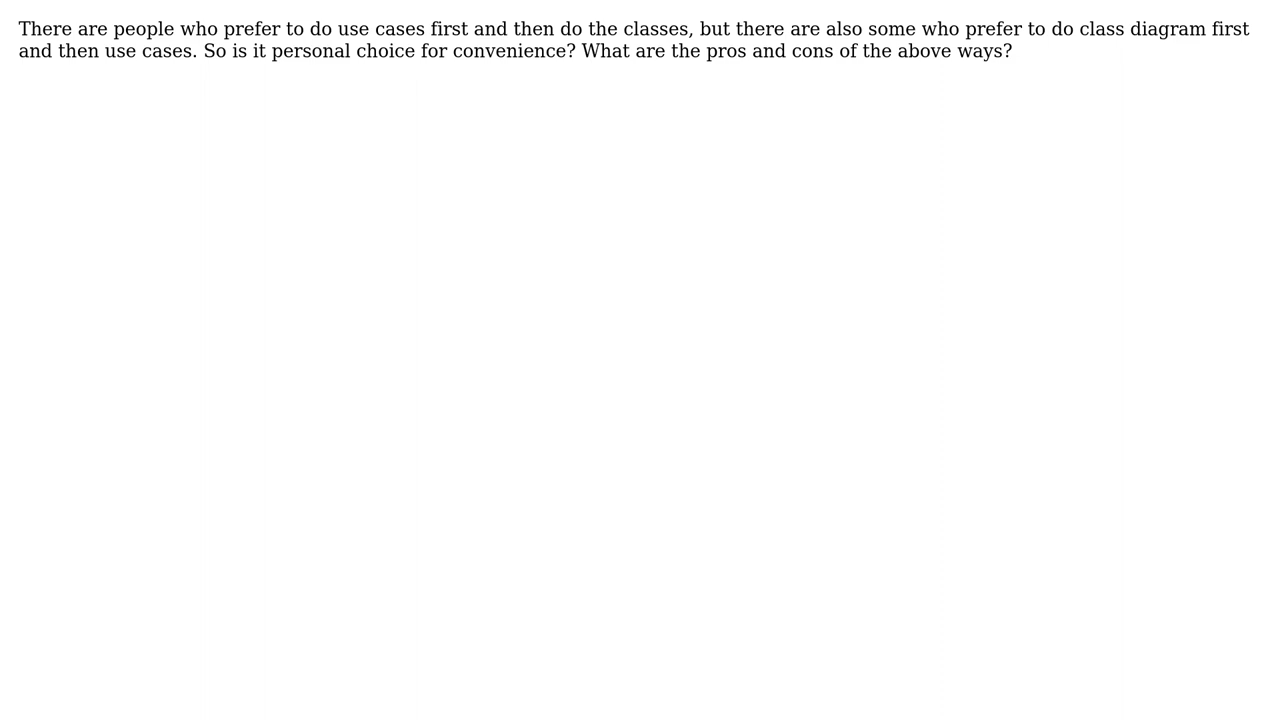 There are people who prefer to do use cases first and then do the classes, but there are also some who prefer to do class diagram first
and then use cases. So is it personal choice for convenience? What are the pros and cons of the above ways?